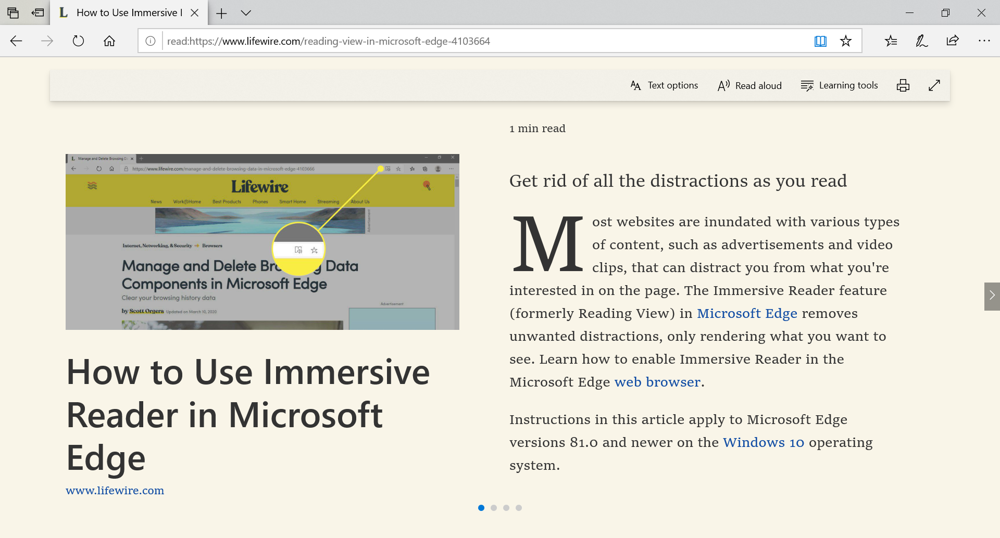 L How to Use Immersive
read:https://www.lifewire.com/reading-view-in-microsoft-edge-4103664
Text options
Read aloud
Learning tools
L Manage and Delete Browsing
https://www.lifewire.com/manage-and-delete-browsing-data-in-microsoft-edge-4103666
Lifewire
News Work@Home Best Products Phones Smart Home Streaming About Us
Advertisement
Internet, Networking, & Security Browsers
Manage and Delete Bro g Data
Components in Microsoft Edge
Clear your browsing history data
Advertisement
by Scott Orgera Updated on March 10, 2020
How to Use Immersive
Reader in Microsoft
Edge
www.lifewire.com
1 min read
Get rid of all the distractions as you read
Most websites are inundated with various types
of content, such as advertisements and video
clips, that can distract you from what you're
interested in on the page. The Immersive Reader feature
(formerly Reading View) in Microsoft Edge removes
unwanted distractions, only rendering what you want to
see. Learn how to enable Immersive Reader in the
Microsoft Edge web browser.
Instructions in this article apply to Microsoft Edge
versions 81.0 and newer on the Windows 10 operating
system.